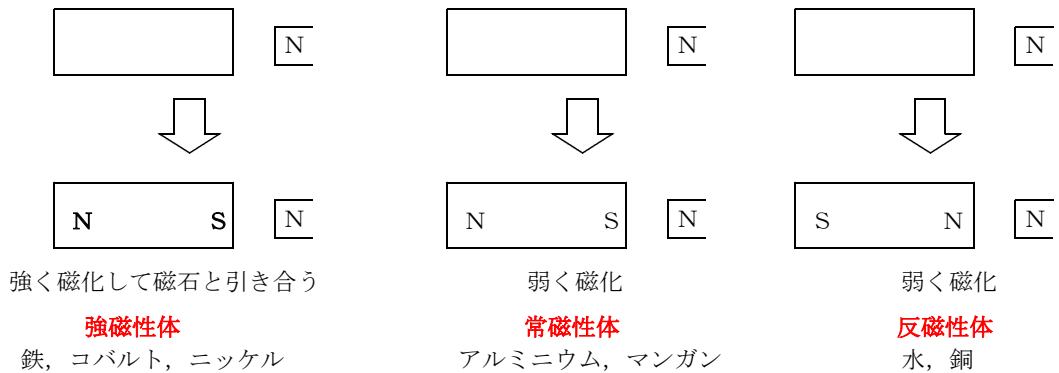 N N N
N S N N S N S N N
強く磁化して磁石と引き合う 弱く磁化 弱く磁化
強磁性体 常磁性体 反磁性体
鉄，コバルト，ニッケル アルミニウム，マンガン 水，銅